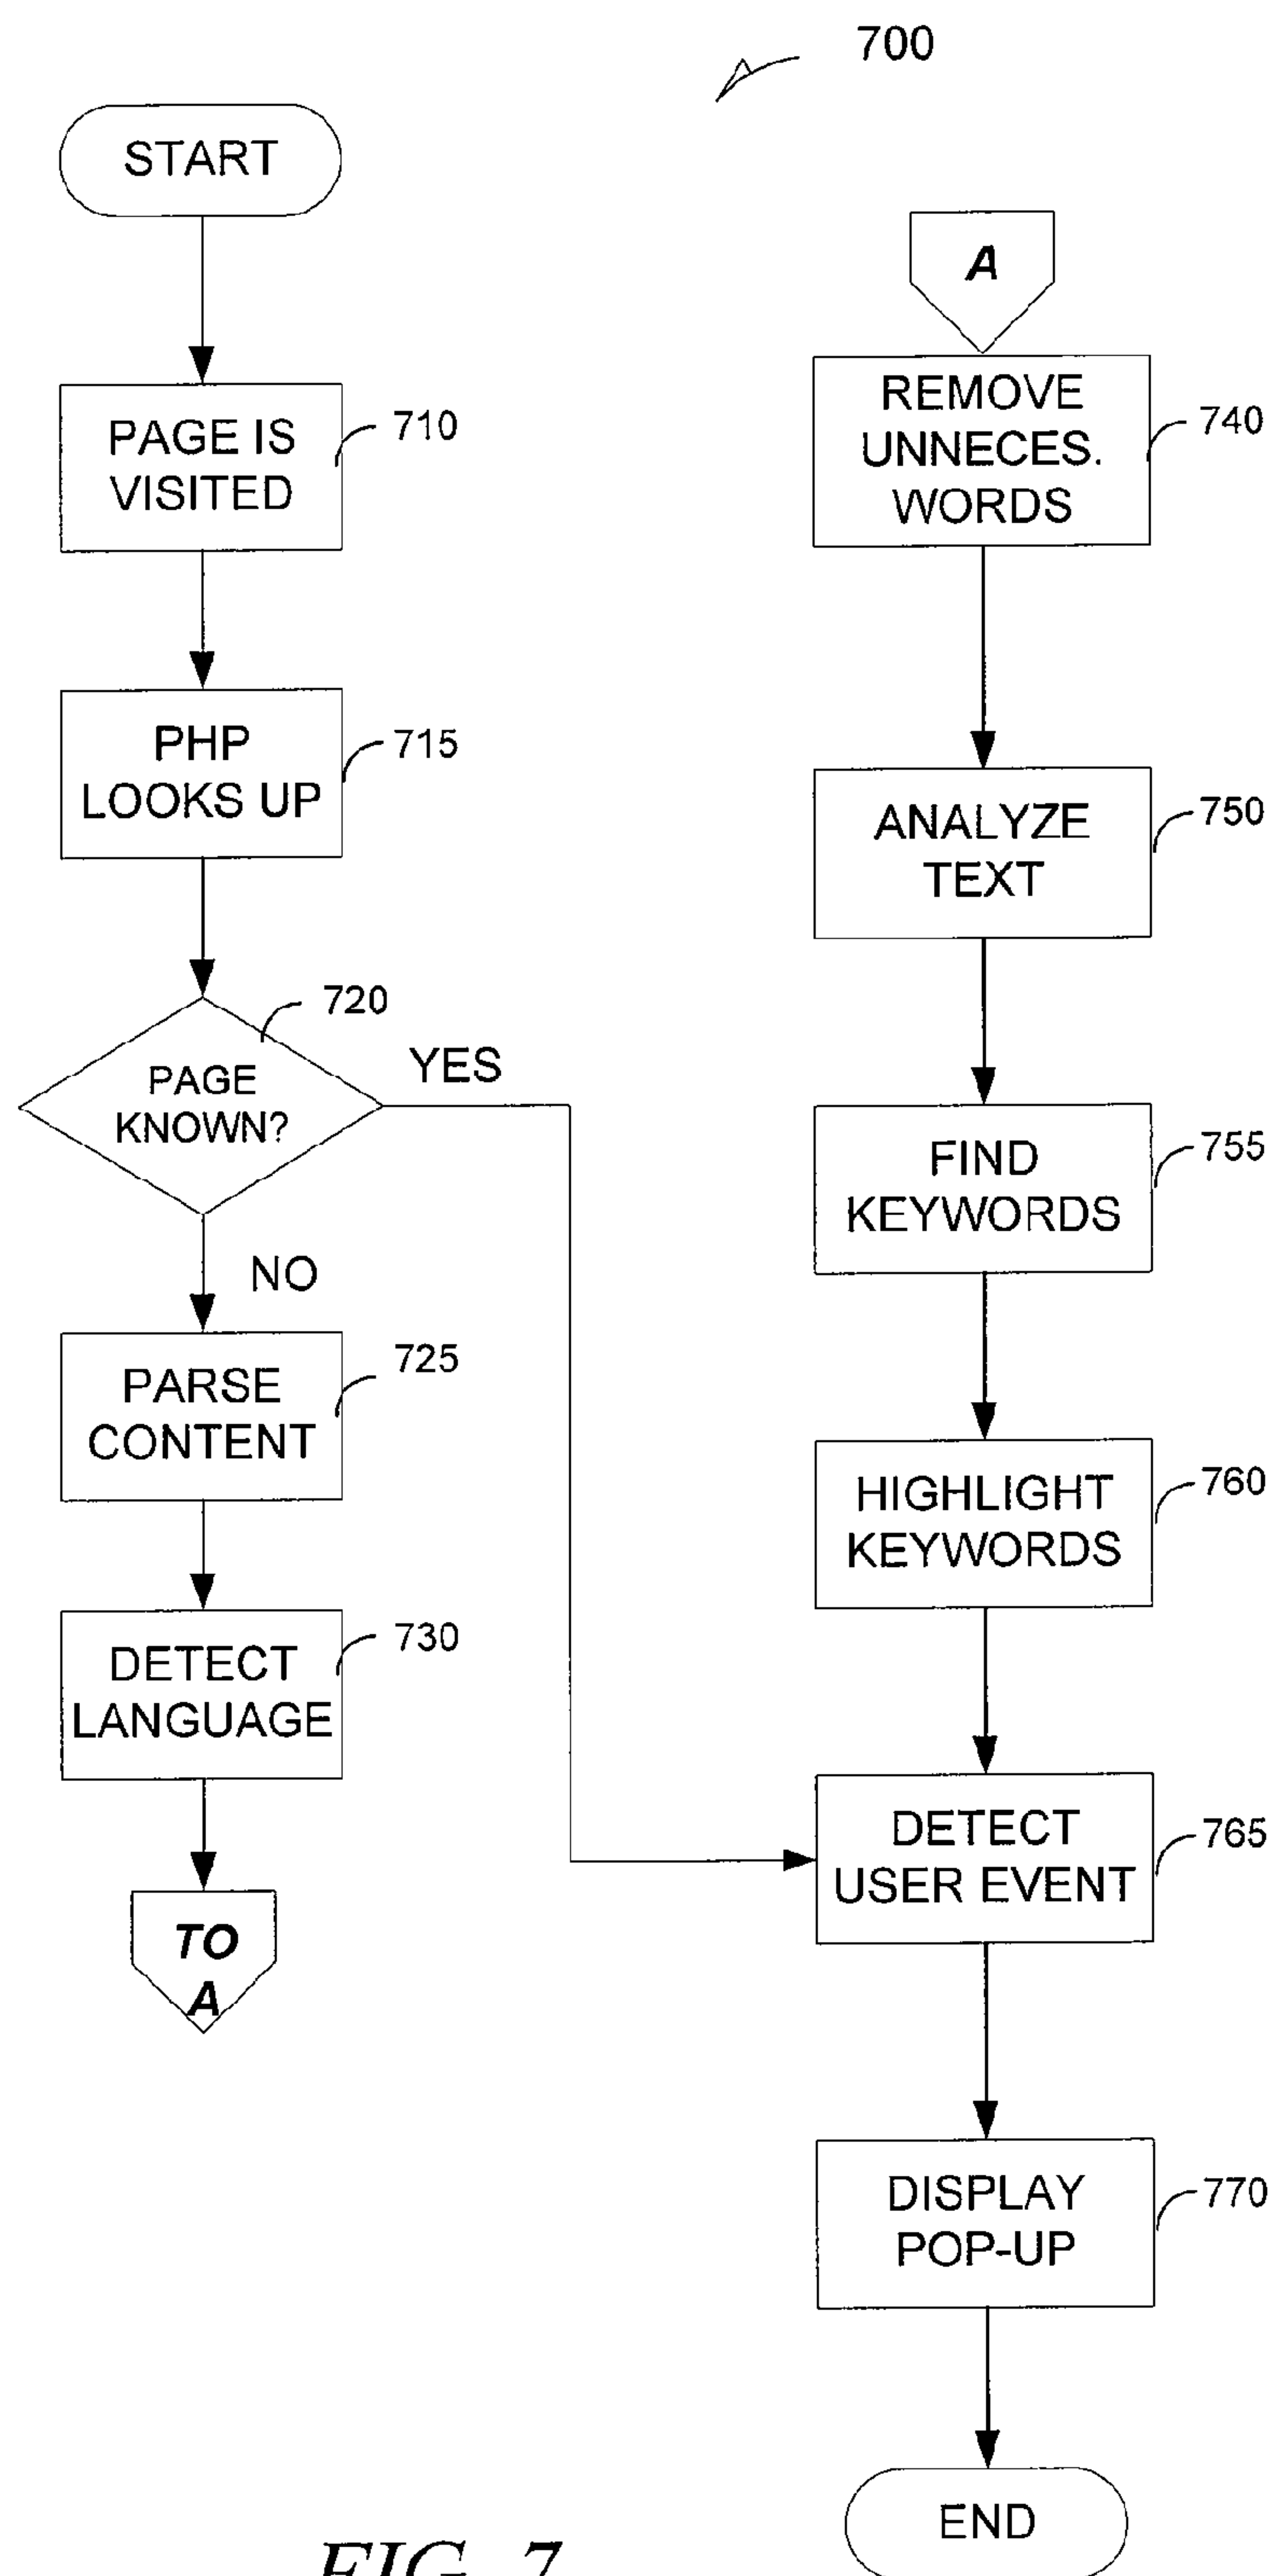 700
START
PAGE IS
VISITED
710
PHP
LOOKS UP
715
720
PAGE
KNOWN?
YES
NO
PARSE
CONTENT
725
DETECT
LANGUAGE
730
TO
A
A
REMOVE
UNNECES.
WORDS
740
ANALYZE
TEXT
750
FIND
KEYWORDS
755
HIGHLIGHT
KEYWORDS
760
DETECT
USER EVENT
765
DISPLAY
POP-UP
770
END
FIG. 7